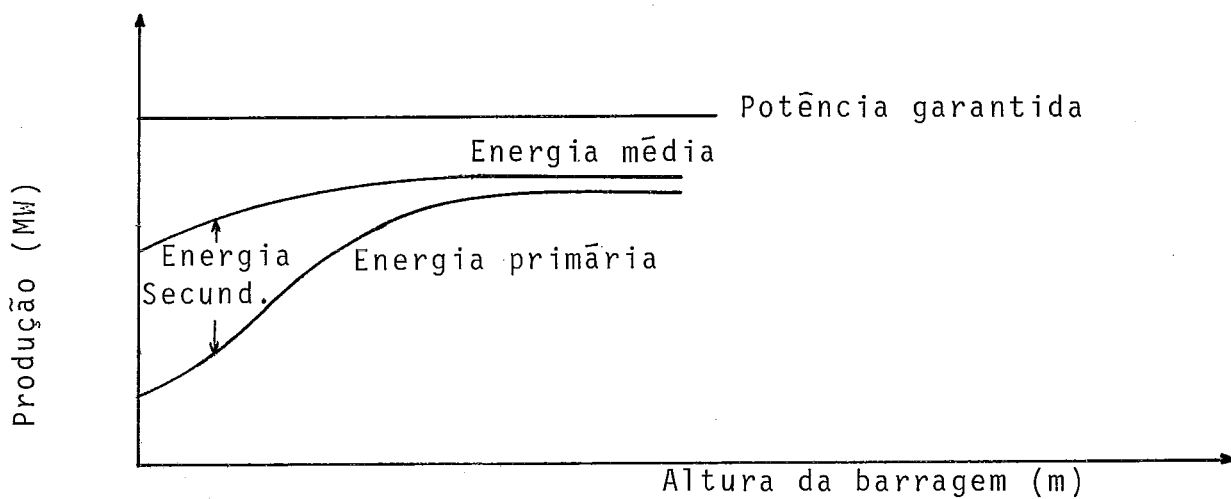 Potência garantida
Energia média
Energia
Secund.
Energia primária
Produção (MW)
Altura da barragem (m)